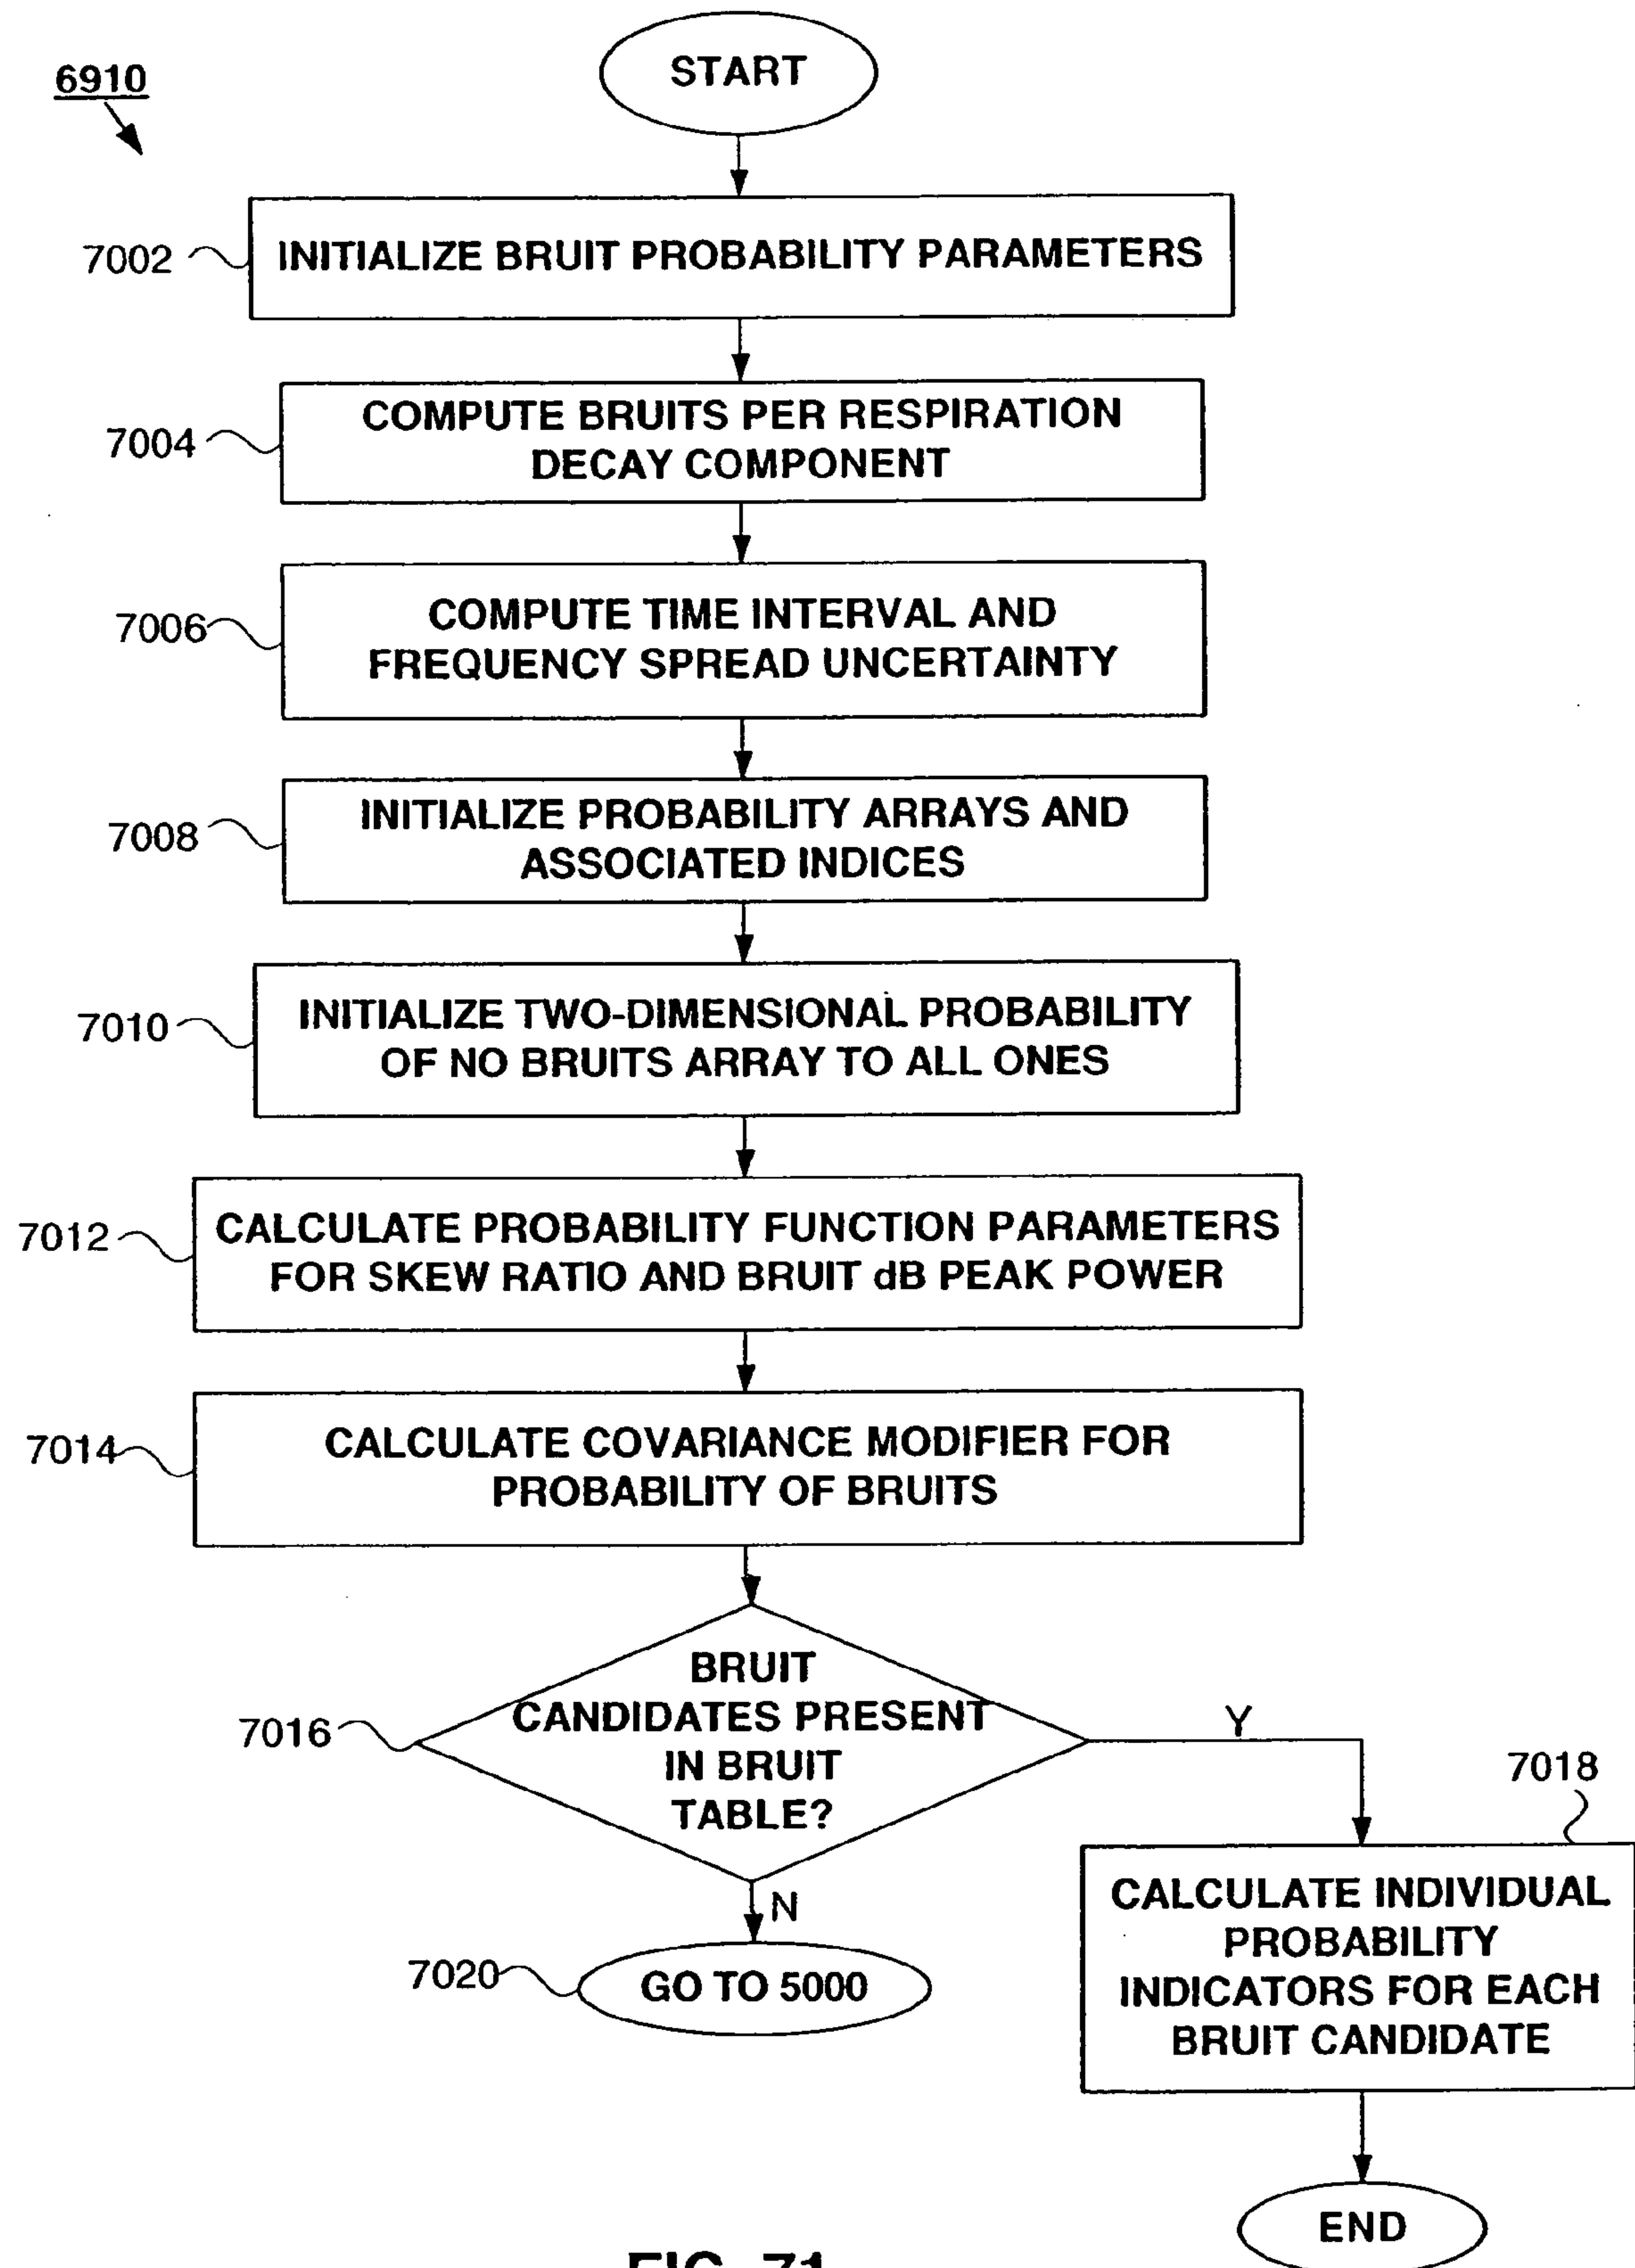 6910
START
7002
INITIALIZE BRUIT PROBABILITY PARAMETERS
7004
COMPUTE BRUITS PER RESPIRATION
DECAY COMPONENT
7006
COMPUTE TIME INTERVAL AND
FREQUENCY SPREAD UNCERTAINTY
7008
INITIALIZE PROBABILITY ARRAYS AND
ASSOCIATED INDICES
7010
INITIALIZE TWO-DIMENSIONAL PROBABILITY
OF NO BRUITS ARRAY TO ALL ONES
7012
CALCULATE PROBABILITY FUNCTION PARAMETERS
FOR SKEW RATIO AND BRUIT dB PEAK POWER
7014
CALCULATE COVARIANCE MODIFIER FOR
PROBABILITY OF BRUITS
7016
BRUIT
CANDIDATES PRESENT
IN BRUIT
TABLE?
Y
N
7018
CALCULATE INDIVIDUAL
PROBABILITY
INDICATORS FOR EACH
BRUIT CANDIDATE
7020
GO TO 5000
END
FIG. 71